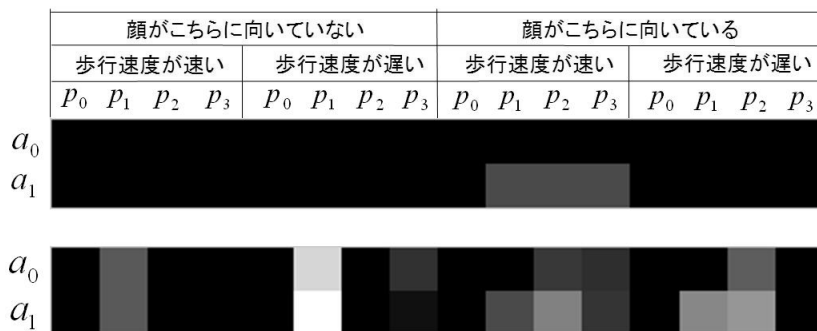 顔がこちらに向いていない 顔がこちらに向いている
歩行速度が速い 歩行速度が遅い 歩行速度が速い 歩行速度が遅い
p₀ p₁ p₂ p₃ p₀ p₁ p₂ p₃ p₀ p₁ p₂ p₃ p₀ p₁ p₂ p₃
a₀
a₁
a₀
a₁